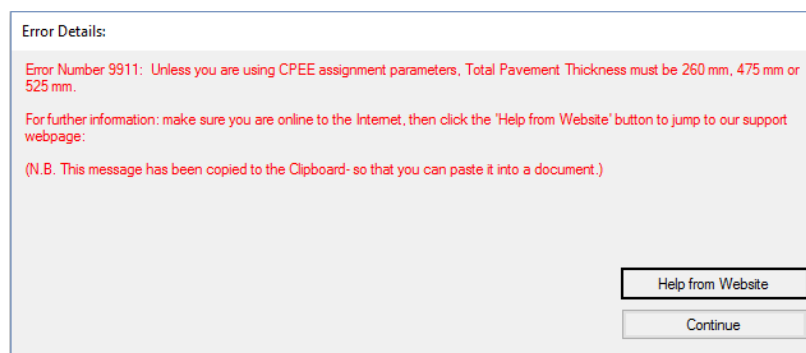 Error Details:
Error Number 9911:  Unless you are using CPEE assignment parameters, Total Pavement Thickness must be 260 mm, 475 mm or
525 mm.
For further information: make sure you are online to the Internet, then click the 'Help from Website' button to jump to our support
webpage:
(N.B. This message has been copied to the Clipboard- so that you can paste it into a document.)
Help from Website
Continue